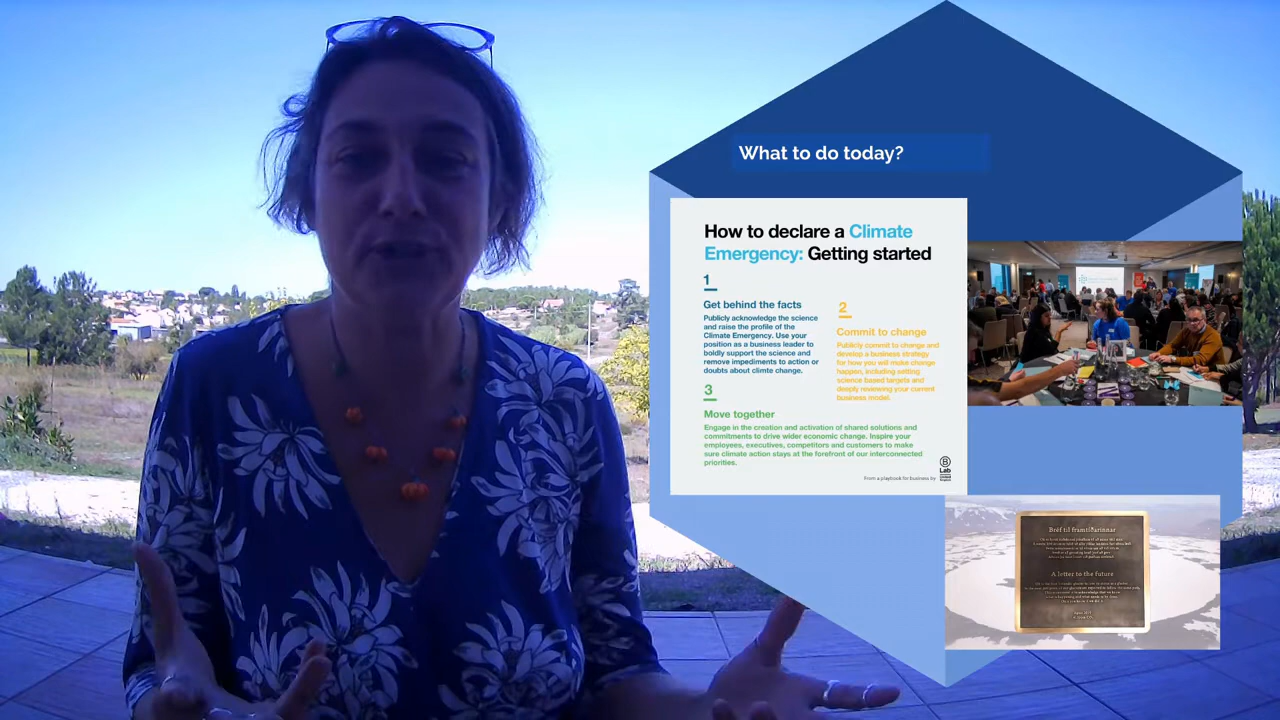 What to do today?
How to declare a Climate
Emergency: Getting started
1
Get behind the facts
Publicly acknowledge the science
and raise the profile of the
Climate Emergency. Use your
position as a business leader to
boldly support the science and
remove impediments to action or
doubts about climte change.
2
Commit to change
Publicly commit to change and
develop a business strategy
for how you will make change
happen, including setting
science based targets and
deeply reviewing your current
business model.
3
Move together
Engage in the creation and activation of shared solutions and
commitments to drive wider economic change. Inspire your
employees, executives, competitors and customers to make
sure climate action stays at the forefront of our interconnected
priorities.
From a playbook for business by
B
Lab
Bréf til framtíðarinnar
A letter to the future